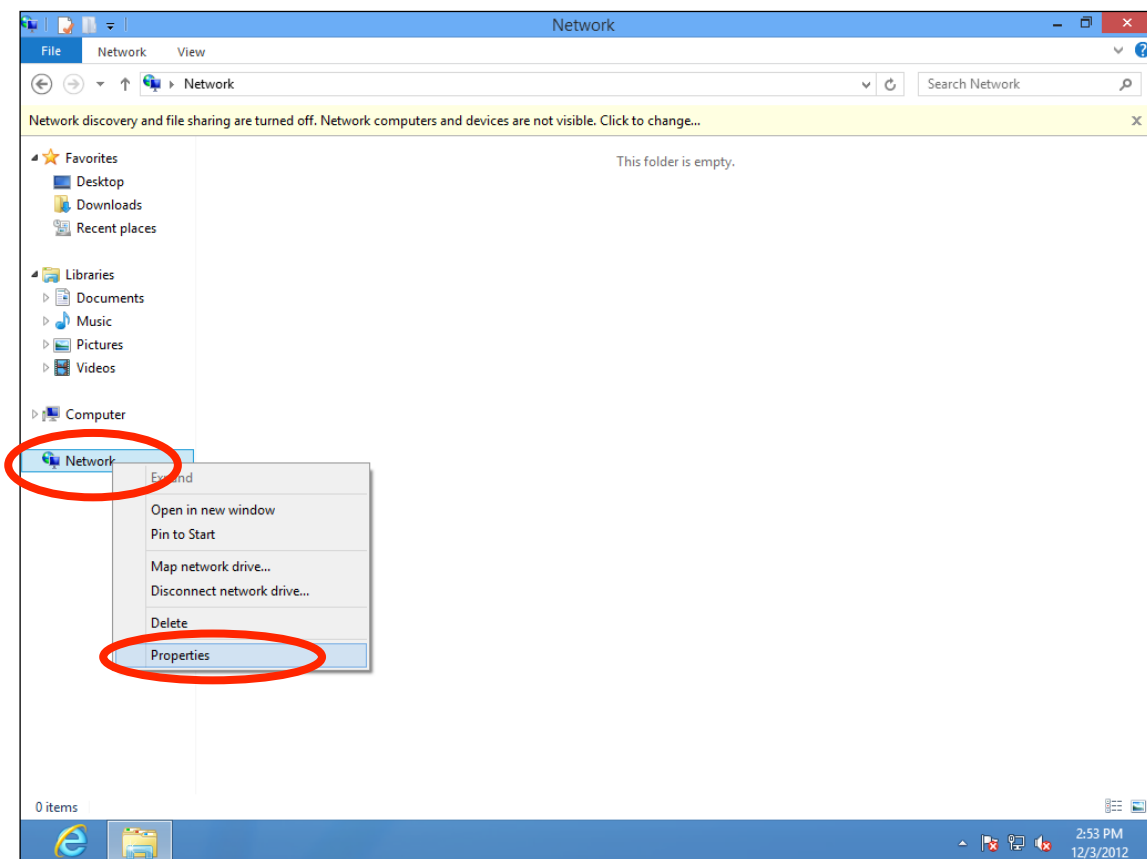 Network
File Network View
Network
Search Network
Network discovery and file sharing are turned off. Network computers and devices are not visible. Click to change...
Favorites
This folder is empty.
Desktop
Downloads
Recent places
Libraries
Documents
Music
Pictures
Videos
Computer
Network
Expand
Open in new window
Pin to Start
Map network drive...
Disconnect network drive...
Delete
Properties
0 items
2:53 PM
12/3/2012